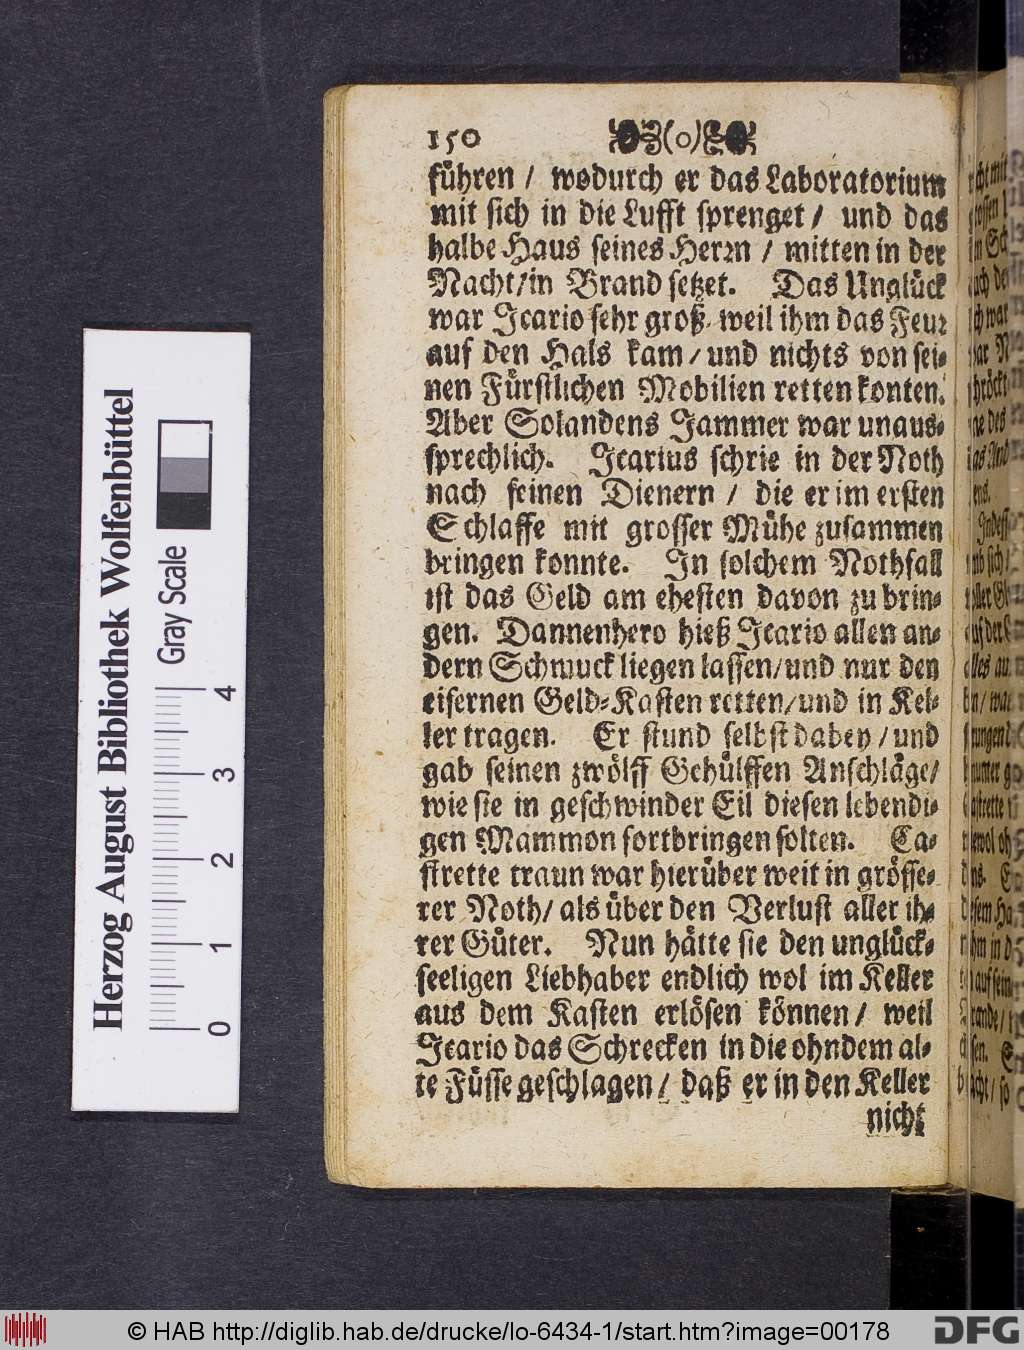 150 (o)
führen / wodurch er das Laboratorium
mit sich in die Lufft sprenget / und das
halbe Haus seines Herrn / mitten in der
Nacht/in Brand setzet. Das Unglück
war Icario sehr groß, weil ihm das Feur
auf den Hals kam / und nichts von sei-
nen Fürstlichen Mobilien retten konten.
Aber Solandens Jammer war unaus-
sprechlich. Icarius schrie in der Noth
nach seinen Dienern / die er im ersten
Schlaffe mit grosser Mühe zusammen
bringen konnte. In solchem Nothfall
ist das Geld am ehesten davon zu brin-
gen. Dannenhero hieß Icario allen an-
dern Schmuck liegen lassen/und nur den
eisernen Geld-Kasten retten/und in Kel-
ler tragen. Er stund selbst dabey / und
gab seinen zwölff Gehülffen Anschläge/
wie sie in geschwinder Eil diesen lebendi-
gen Mammon fortbringen solten. Ca-
strette traun war hierüber weit in grösse-
rer Noth/ als über den Verlust aller ih-
rer Güter. Nun hätte sie den unglück-
seeligen Liebhaber endlich wol im Keller
aus dem Kasten erlösen können / weil
Icario das Schrecken in die ohndem al-
te Füsse geschlagen / daß er in den Keller
nicht
Herzog August Bibliothek Wolfenbüttel
Gray Scale
0 1 2 3 4
© HAB http://diglib.hab.de/drucke/lo-6434-1/start.htm?image=00178
DFG